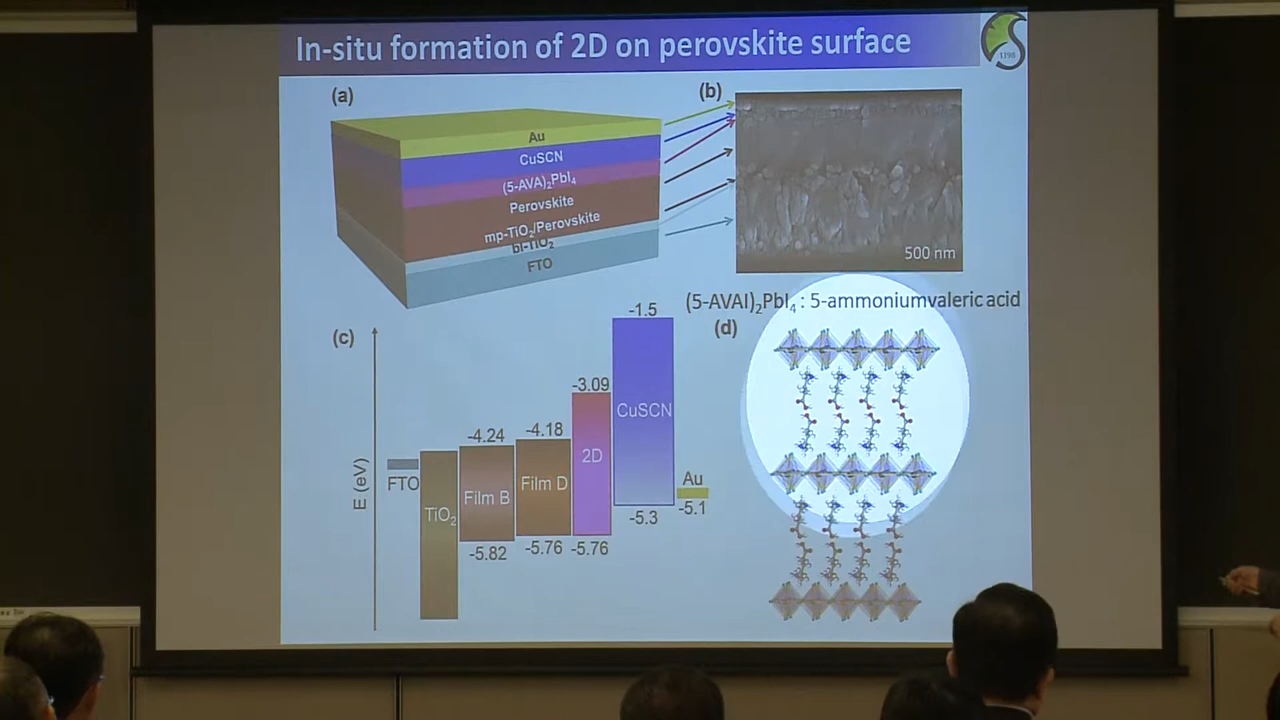 In-situ formation of 2D on perovskite surface
1398
(a)
Au
CuSCN
(5-AVA)₂PbI₄
Perovskite
mp-TiO₂/Perovskite
bl-TiO₂
FTO
(b)
500 nm
(c)
E (eV)
FTO
TiO₂
-4.24
Film B
-5.82
-4.18
Film D
-5.76
-3.09
2D
-5.76
-1.5
CuSCN
-5.3
Au
-5.1
(5-AVAI)₂PbI₄ : 5-ammoniumvaleric acid
(d)